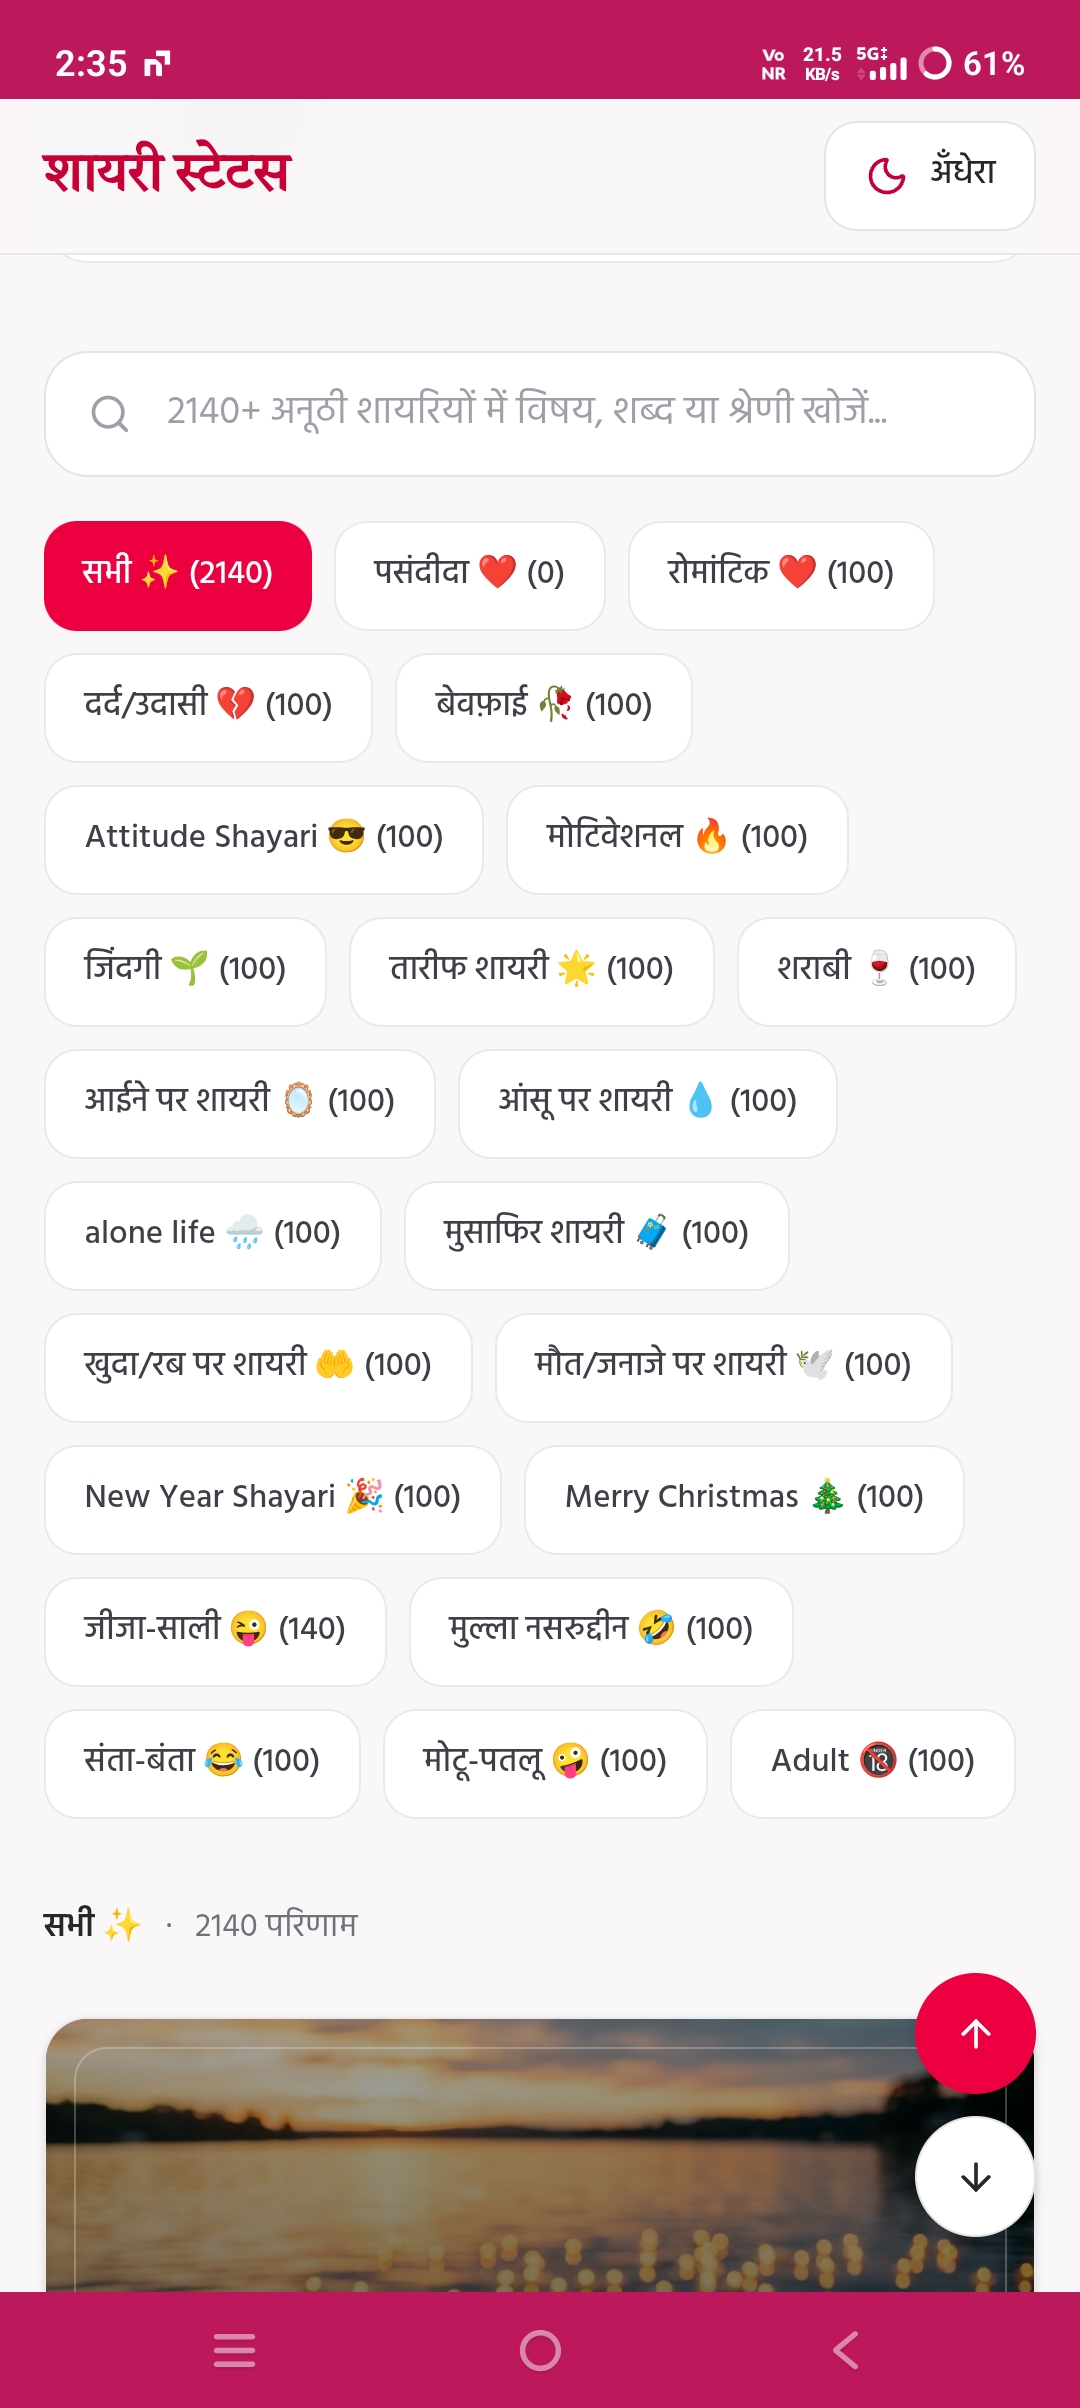 2:35
Vo NR 21.5 KB/s 5G 61%
शायरी स्टेटस
अँधेरा
2140+ अनूठी शायरियों में विषय, शब्द या श्रेणी खोजें...
सभी ✨ (2140) पसंदीदा ❤️ (0) रोमांटिक ❤️ (100)
दर्द/उदासी 💔 (100) बेवफ़ाई 🥀 (100)
Attitude Shayari 😎 (100) मोटिवेशनल 🔥 (100)
जिंदगी 🌱 (100) तारीफ शायरी 🌟 (100) शराबी 🍷 (100)
आईने पर शायरी 🪞 (100) आंसू पर शायरी 💧 (100)
alone life 🌧️ (100) मुसाफिर शायरी 🧳 (100)
खुदा/रब पर शायरी 🤲 (100) मौत/जनाजे पर शायरी 🕊️ (100)
New Year Shayari 🎉 (100) Merry Christmas 🎄 (100)
जीजा-साली 😜 (140) मुल्ला नसरुद्दीन 🤣 (100)
संता-बंता 😂 (100) मोटू-पतलू 🤪 (100) Adult 🔞 (100)
सभी ✨ · 2140 परिणाम